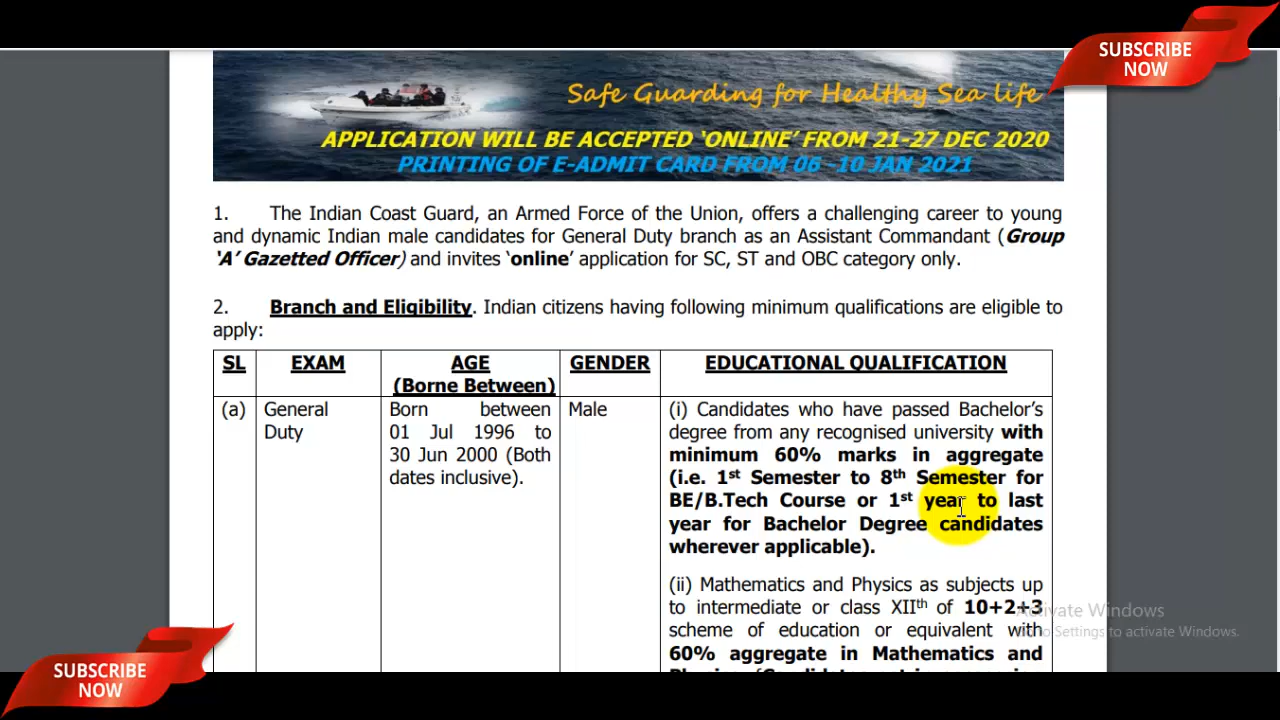 SUBSCRIBE
NOW
Safe Guarding for Healthy Sea life
APPLICATION WILL BE ACCEPTED ‘ONLINE’ FROM 21-27 DEC 2020
PRINTING OF E-ADMIT CARD FROM 06 -10 JAN 2021
1. The Indian Coast Guard, an Armed Force of the Union, offers a challenging career to young
and dynamic Indian male candidates for General Duty branch as an Assistant Commandant (Group
‘A’ Gazetted Officer) and invites ‘online’ application for SC, ST and OBC category only.
2. Branch and Eligibility. Indian citizens having following minimum qualifications are eligible to
apply:
SL EXAM AGE GENDER EDUCATIONAL QUALIFICATION
(Borne Between)
(a) General Born between Male (i) Candidates who have passed Bachelor’s
Duty 01 Jul 1996 to degree from any recognised university with
30 Jun 2000 (Both minimum 60% marks in aggregate
dates inclusive). (i.e. 1st Semester to 8th Semester for
BE/B.Tech Course or 1st year to last
year for Bachelor Degree candidates
wherever applicable).
(ii) Mathematics and Physics as subjects up
to intermediate or class XIIth of 10+2+3
scheme of education or equivalent with
60% aggregate in Mathematics and
Activate Windows
Go to Settings to activate Windows.
SUBSCRIBE
NOW